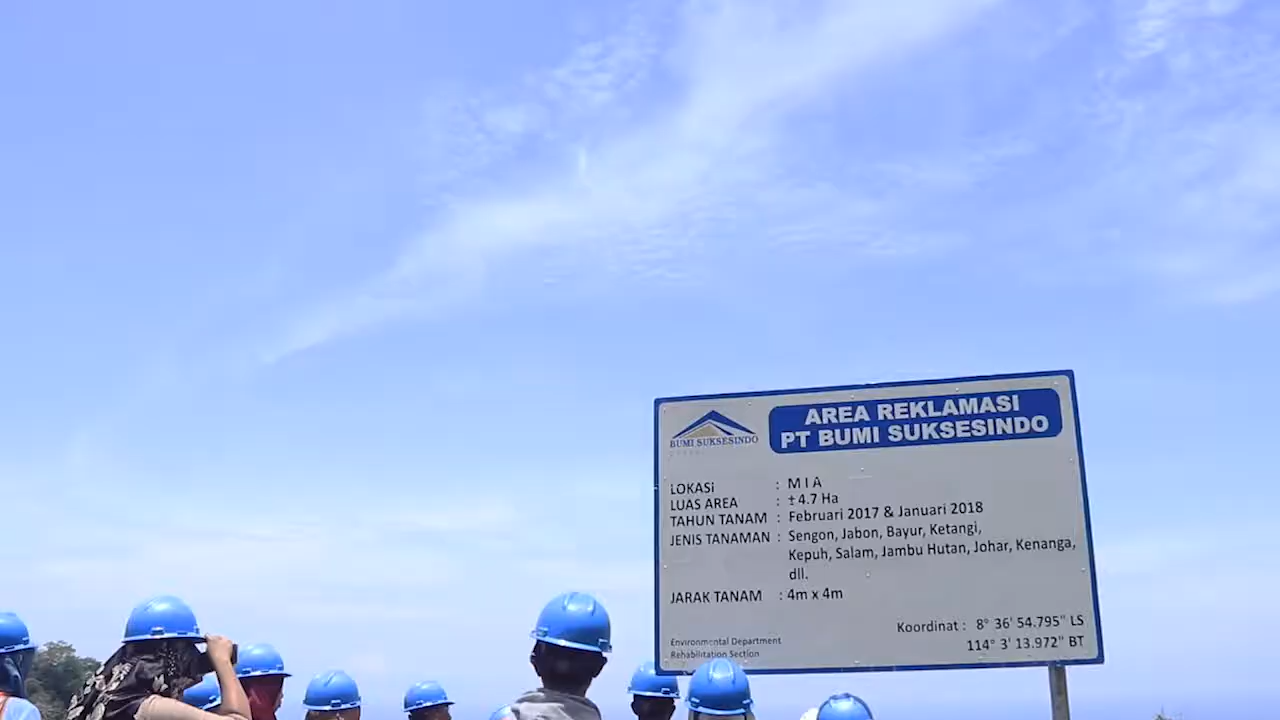 BUMI SUKSESINDO
AREA REKLAMASI
PT BUMI SUKSESINDO
LOKASI : M I A
LUAS AREA : ± 4.7 Ha
TAHUN TANAM : Februari 2017 & Januari 2018
JENIS TANAMAN : Sengon, Jabon, Bayur, Ketangi,
Kepuh, Salam, Jambu Hutan, Johar, Kenanga,
dll.
JARAK TANAM : 4m x 4m
Koordinat : 8° 36' 54.795" LS
114° 3' 13.972" BT
Environmental Department
Rehabilitation Section